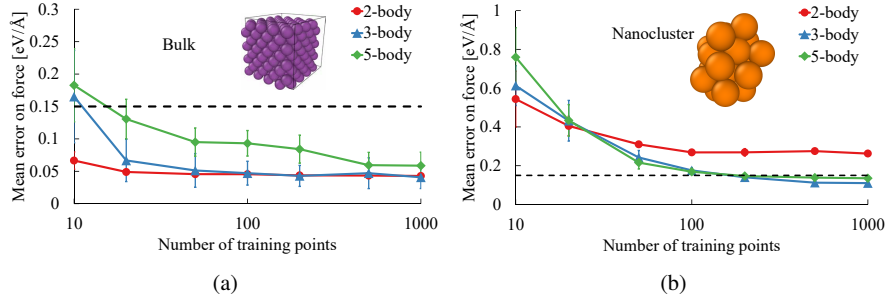 0.3
0.25
0.2
0.15
0.1
0.05
0
10
100
1000
Mean error on force [eV/Å]
Number of training points
Bulk
2-body
3-body
5-body
(a)
1
0.8
0.6
0.4
0.2
0
10
100
1000
Mean error on force [eV/Å]
Number of training points
Nanocluster
2-body
3-body
5-body
(b)